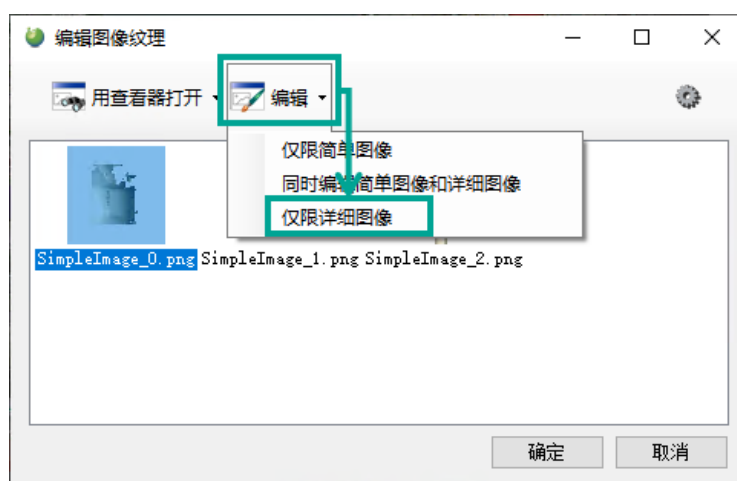 编辑图像纹理
用查看器打开 编辑
仅限简单图像
同时编辑简单图像和详细图像
仅限详细图像
SimpleImage_0.png SimpleImage_1.png SimpleImage_2.png
确定 取消